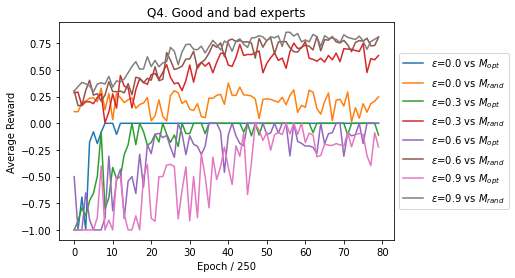 Q4. Good and bad experts
Average Reward
0.75
0.50
0.25
0.00
−0.25
−0.50
−0.75
−1.00
0 10 20 30 40 50 60 70 80
Epoch / 250
ε=0.0 vs M_opt
ε=0.0 vs M_rand
ε=0.3 vs M_opt
ε=0.3 vs M_rand
ε=0.6 vs M_opt
ε=0.6 vs M_rand
ε=0.9 vs M_opt
ε=0.9 vs M_rand